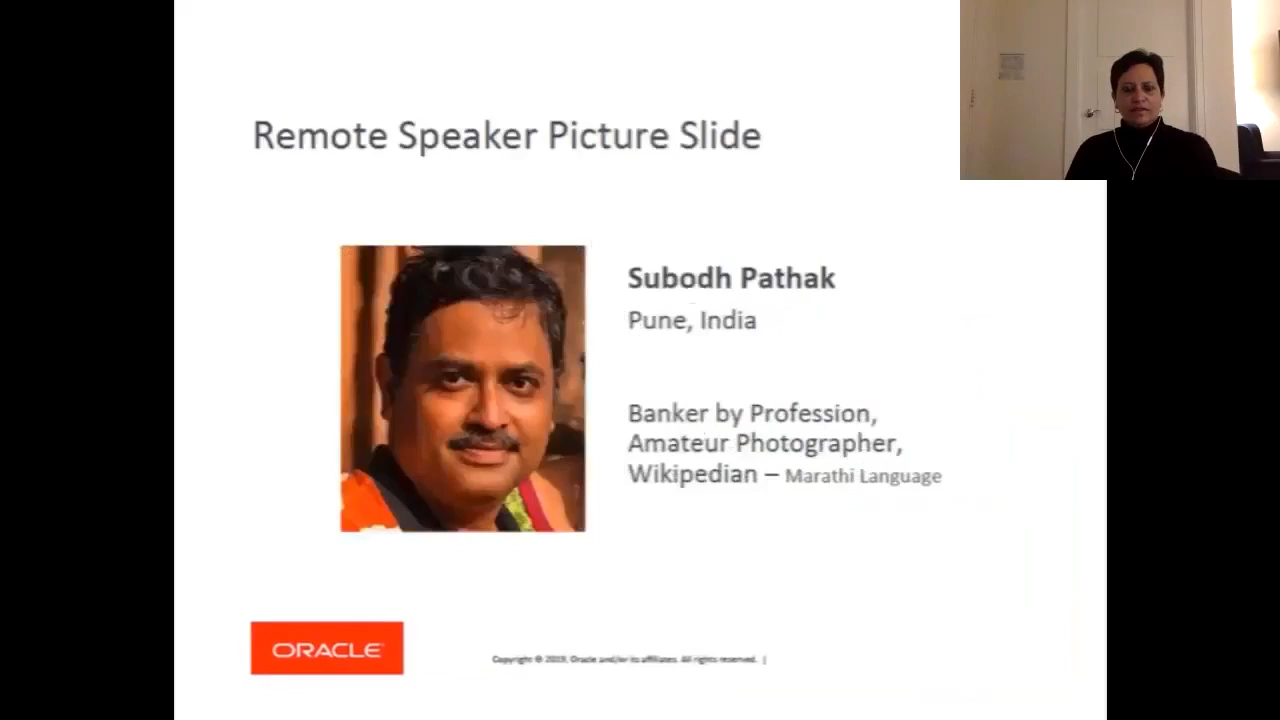 Remote Speaker Picture Slide
Subodh Pathak
Pune, India
Banker by Profession,
Amateur Photographer,
Wikipedian – Marathi Language
ORACLE
Copyright © 2019, Oracle and/or its affiliates. All rights reserved. |